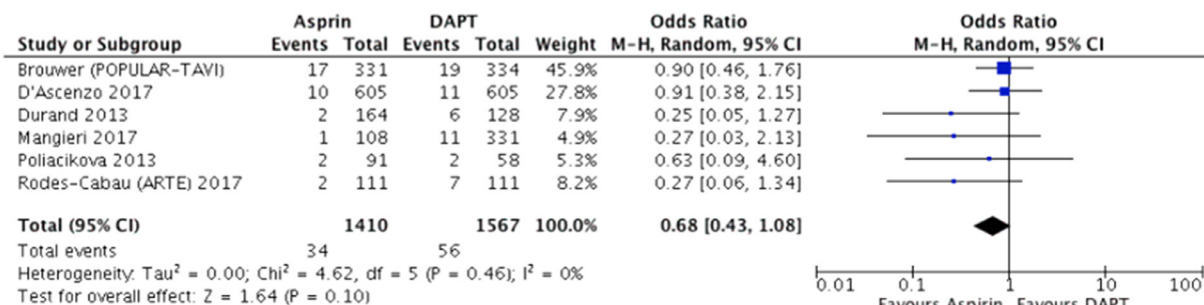 Asprin DAPT Odds Ratio Odds Ratio
Study or Subgroup Events Total Events Total Weight M-H, Random, 95% CI M-H, Random, 95% CI
Brouwer (POPULAR-TAVI) 17 331 19 334 45.9% 0.90 [0.46, 1.76]
D'Ascenzo 2017 10 605 11 605 27.8% 0.91 [0.38, 2.15]
Durand 2013 2 164 6 128 7.9% 0.25 [0.05, 1.27]
Mangieri 2017 1 108 11 331 4.9% 0.27 [0.03, 2.13]
Poliacikova 2013 2 91 2 58 5.3% 0.63 [0.09, 4.60]
Rodes-Cabau (ARTE) 2017 2 111 7 111 8.2% 0.27 [0.06, 1.34]
Total (95% CI) 1410 1567 100.0% 0.68 [0.43, 1.08]
Total events 34 56
Heterogeneity: Tau² = 0.00; Chi² = 4.62, df = 5 (P = 0.46); I² = 0%
Test for overall effect: Z = 1.64 (P = 0.10)
0.01 0.1 1 10 100
Favours Aspirin Favours DAPT